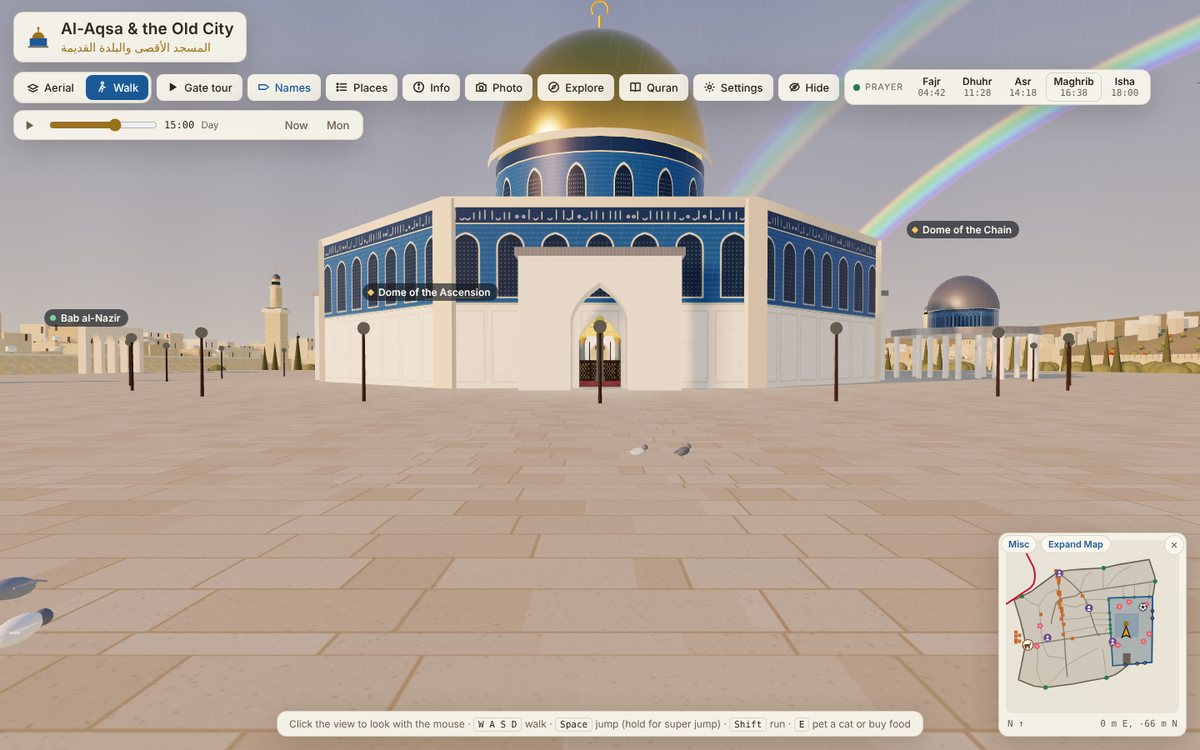 Al-Aqsa & the Old City
المسجد الأقصى والبلدة القديمة
Aerial Walk Gate tour Names Places Info Photo Explore Quran Settings Hide
PRAYER Fajr Dhuhr Asr Maghrib Isha
04:42 11:28 14:18 16:38 18:00
15:00 Day Now Mon
Dome of the Chain
Dome of the Ascension
Bab al-Nazir
Misc Expand Map ×
N ↑ 0 m E, -66 m N
Click the view to look with the mouse · W A S D walk · Space jump (hold for super jump) · Shift run · E pet a cat or buy food